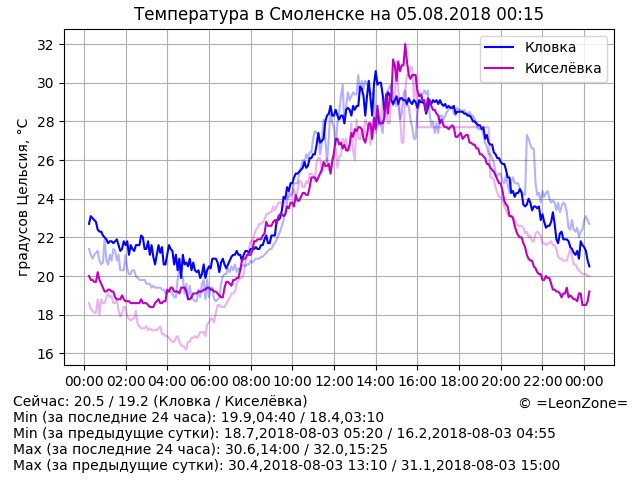 Температура в Смоленске на 05.08.2018 00:15
Кловка
Киселёвка
градусов Цельсия, °C
32
30
28
26
24
22
20
18
16
00:00 02:00 04:00 06:00 08:00 10:00 12:00 14:00 16:00 18:00 20:00 22:00 00:00
Сейчас: 20.5 / 19.2 (Кловка / Киселёвка)
© =LeonZone=
Min (за последние 24 часа): 19.9,04:40 / 18.4,03:10
Min (за предыдущие сутки): 18.7,2018-08-03 05:20 / 16.2,2018-08-03 04:55
Max (за последние 24 часа): 30.6,14:00 / 32.0,15:25
Max (за предыдущие сутки): 30.4,2018-08-03 13:10 / 31.1,2018-08-03 15:00